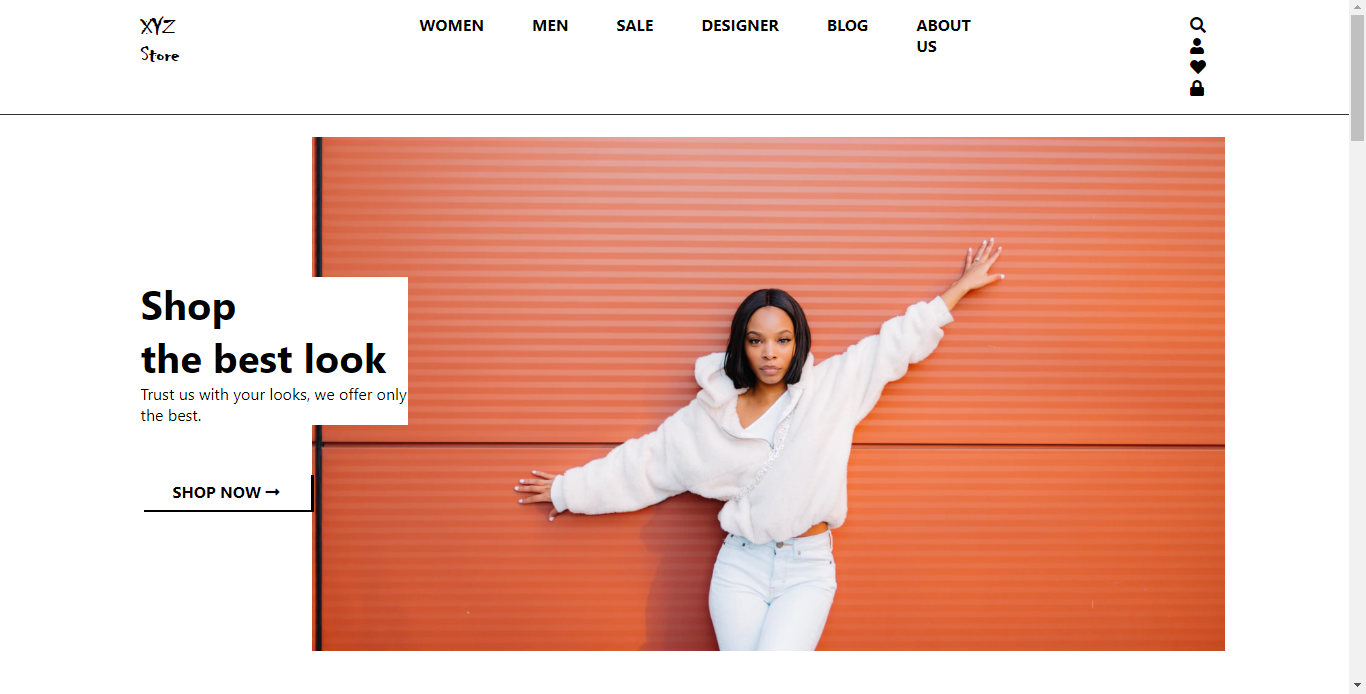 XYZ
Store
WOMEN
MEN
SALE
DESIGNER
BLOG
ABOUT
US
Shop
the best look
Trust us with your looks, we offer only
the best.
SHOP NOW →